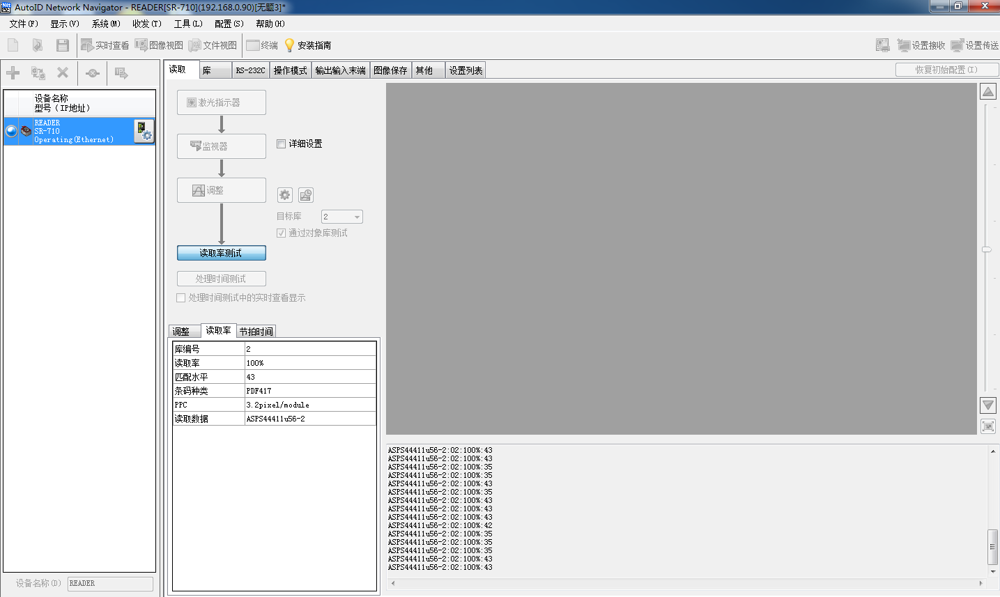 AutoID Network Navigator - READER[SR-710](192.168.0.90)[无题3]*
文件(F) 显示(V) 系统(M) 收发(T) 工具(L) 配置(S) 帮助(H)
实时查看 图像视图 文件视图 终端 安装指南 设置接收 设置传送
读取 库 RS-232C 操作模式 输出输入末端 图像保存 其他 设置列表 恢复初始配置(I)
设备名称
型号 ( IP地址)
READER
SR-710
Operating(Ethernet)
激光指示器
监视器
详细设置
调整
目标库 2
通过对象库测试
读取率测试
处理时间测试
处理时间测试中的实时查看显示
调整 读取率 节拍时间
库编号 2
读取率 100%
匹配水平 43
条码种类 PDF417
PPC 3.2pixel/module
读取数据 ASPS44411u56-2
ASPS44411u56-2:02:100%:43
ASPS44411u56-2:02:100%:43
ASPS44411u56-2:02:100%:35
ASPS44411u56-2:02:100%:35
ASPS44411u56-2:02:100%:43
ASPS44411u56-2:02:100%:35
ASPS44411u56-2:02:100%:43
ASPS44411u56-2:02:100%:43
ASPS44411u56-2:02:100%:43
ASPS44411u56-2:02:100%:42
ASPS44411u56-2:02:100%:35
ASPS44411u56-2:02:100%:35
ASPS44411u56-2:02:100%:35
ASPS44411u56-2:02:100%:43
ASPS44411u56-2:02:100%:43
设备名称(D) READER